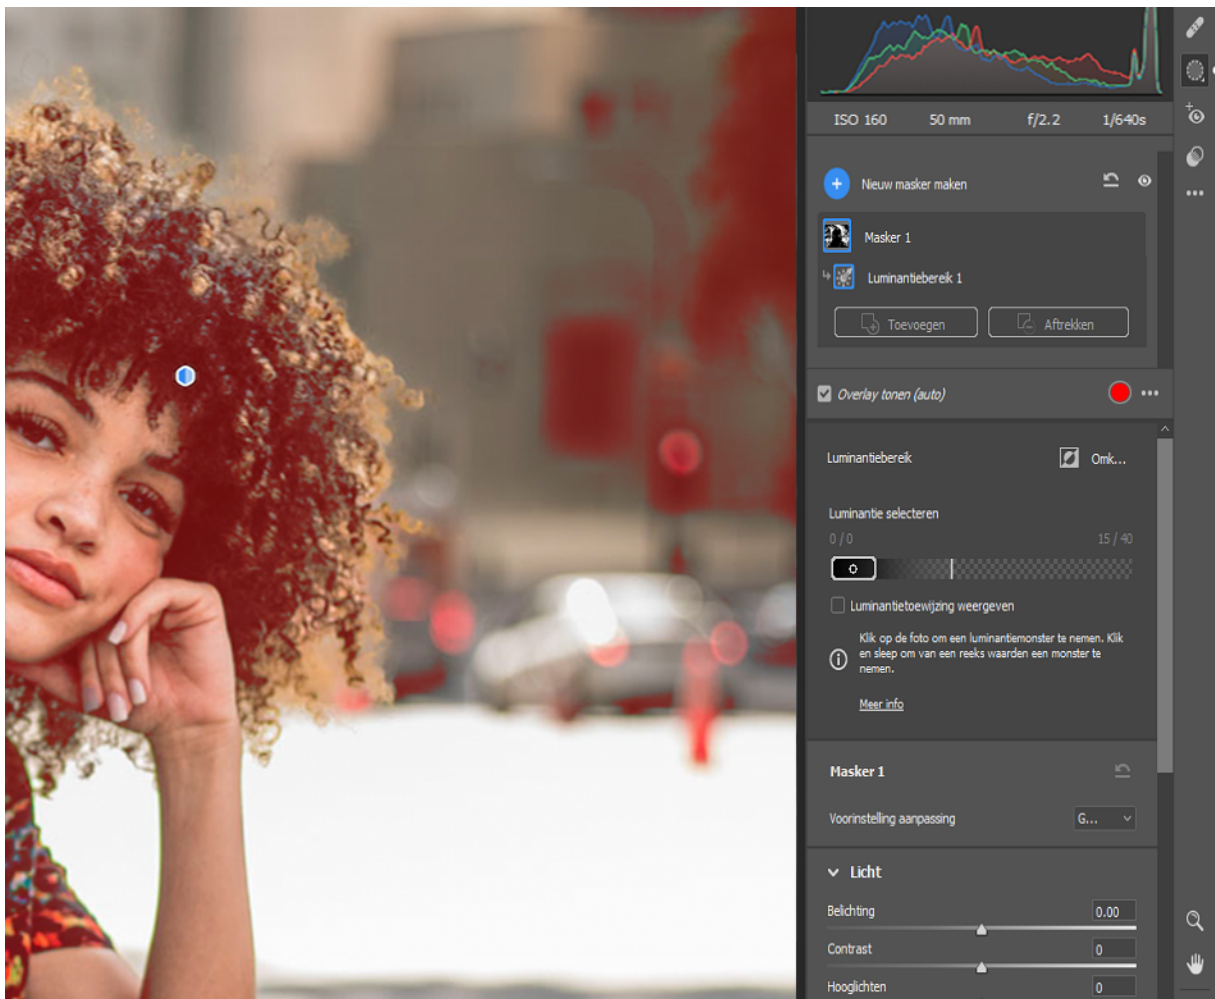 ISO 160 50 mm f/2.2 1/640s
Nieuw masker maken
Masker 1
Luminantiebereik 1
Toevoegen Aftrekken
Overlay tonen (auto)
Luminantiebereik Omk...
Luminantie selecteren
0 / 0 15 / 40
Luminantietoewijzing weergeven
Klik op de foto om een luminantiemonster te nemen. Klik
en sleep om van een reeks waarden een monster te
nemen.
Meer info
Masker 1
Voorinstelling aanpassing G...
Licht
Belichting 0.00
Contrast 0
Hooglichten 0